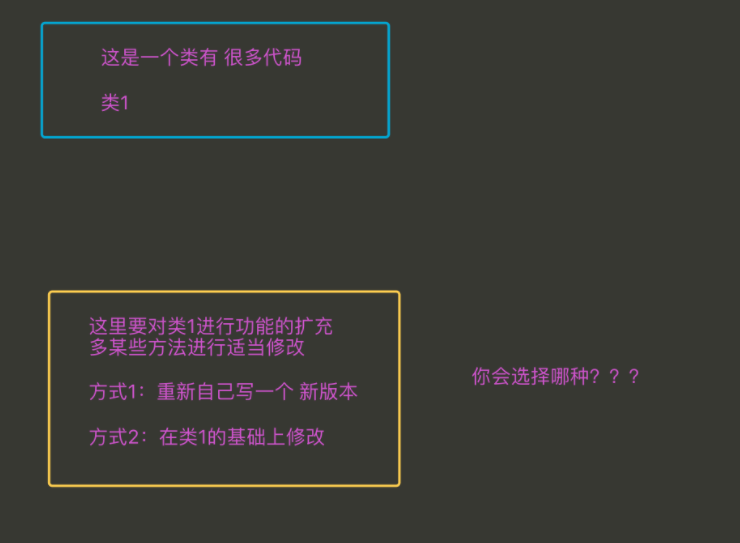 这是一个类有 很多代码
类1
这里要对类1进行功能的扩充
多某些方法进行适当修改
方式1：重新自己写一个 新版本
方式2：在类1的基础上修改
你会选择哪种？？？